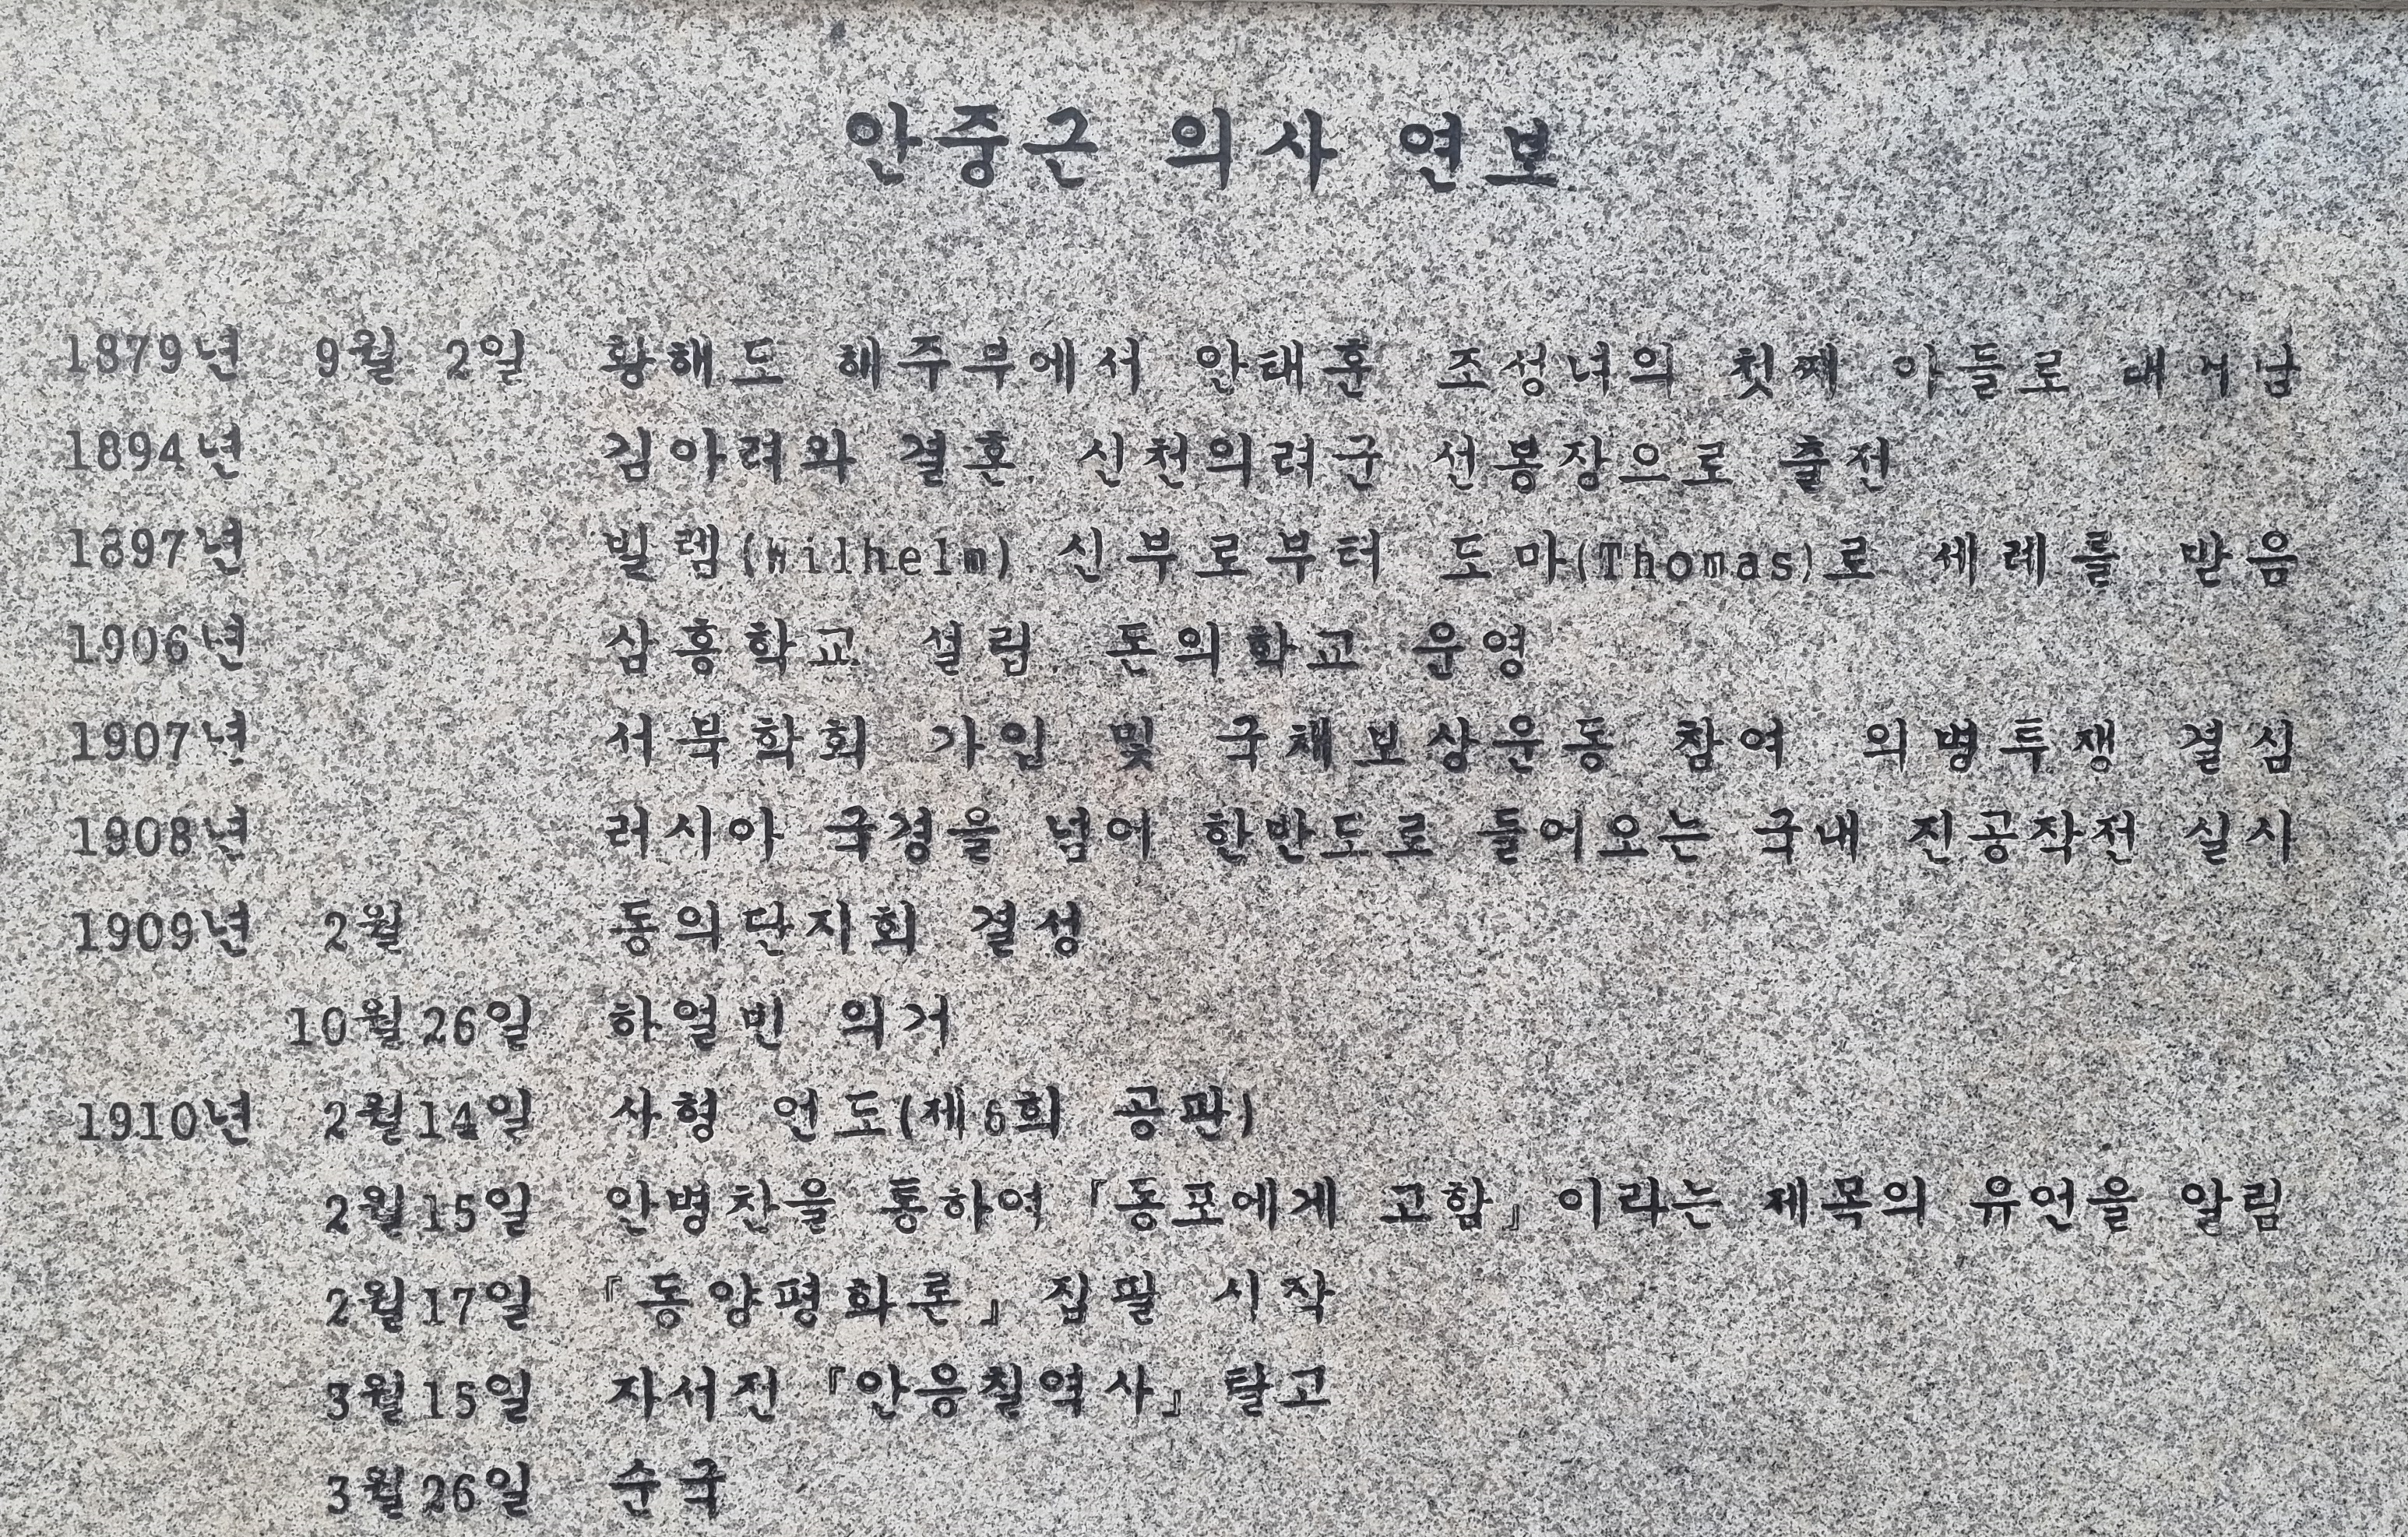 안중근 의사 연보
1879년 9월 2일 황해도 해주부에서 안태훈 조성녀의 첫째 아들로 태어남
1894년 김아려와 결혼 신천의려군 선봉장으로 출전
1897년 빌렘(Wilhelm) 신부로부터 도마(Thomas)로 세례를 받음
1906년 삼흥학교 설립 돈의학교 운영
1907년 서북학회 가입 및 국채보상운동 참여 의병투쟁 결심
1908년 러시아 국경을 넘어 한반도로 들어오는 국내 진공작전 실시
1909년 2월 동의단지회 결성
10월 26일 하얼빈 의거
1910년 2월 14일 사형 언도(제6회 공판)
2월 15일 안병찬을 통하여 「동포에게 고함」이라는 제목의 유언을 알림
2월 17일 『동양평화론』 집필 시작
3월 15일 자서전 『안응칠역사』 탈고
3월 26일 순국